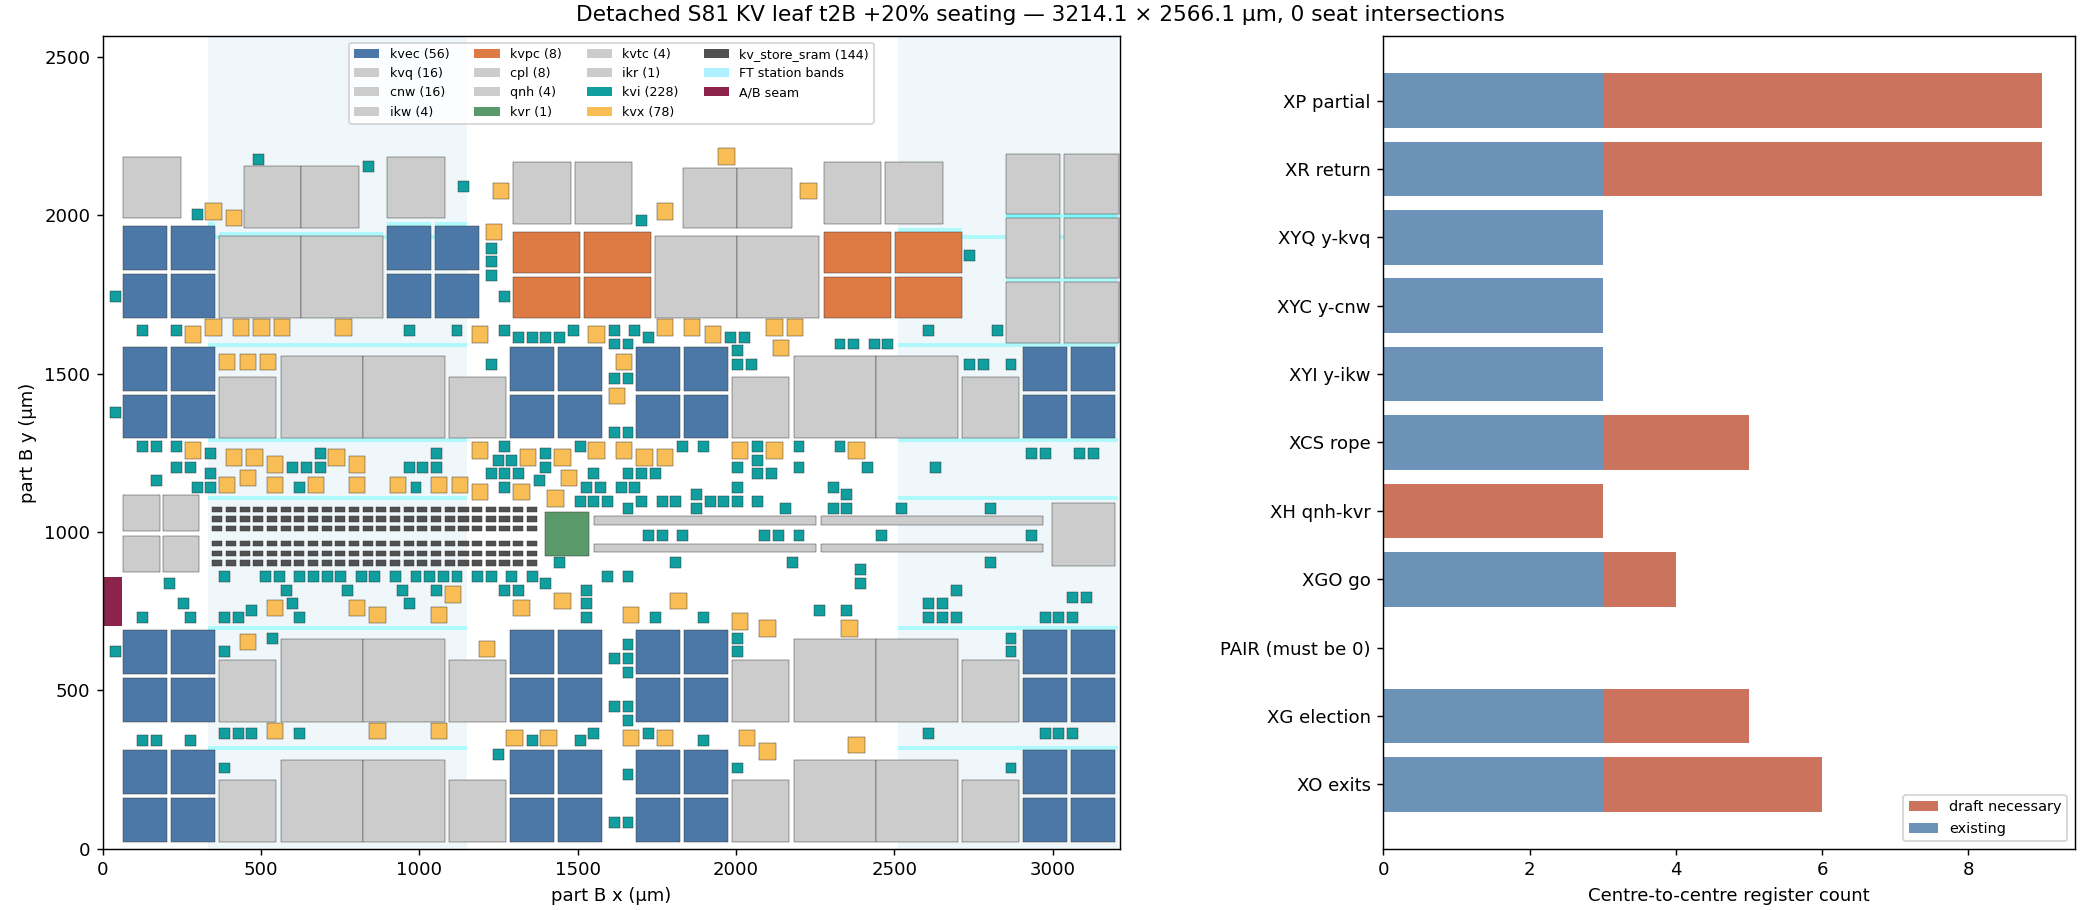 Detached S81 KV leaf t2B +20% seating — 3214.1 × 2566.1 μm, 0 seat intersections
kvec (56)
kvq (16)
cnw (16)
ikw (4)
kvpc (8)
cpl (8)
qnh (4)
kvr (1)
kvtc (4)
ikr (1)
kvi (228)
kvx (78)
kv_store_sram (144)
FT station bands
A/B seam
part B y (μm)
2500
2000
1500
1000
500
0
0
500
1000
1500
2000
2500
3000
part B x (μm)
XP partial
XR return
XYQ y-kvq
XYC y-cnw
XYI y-ikw
XCS rope
XH qnh-kvr
XGO go
PAIR (must be 0)
XG election
XO exits
draft necessary
existing
0
2
4
6
8
Centre-to-centre register count